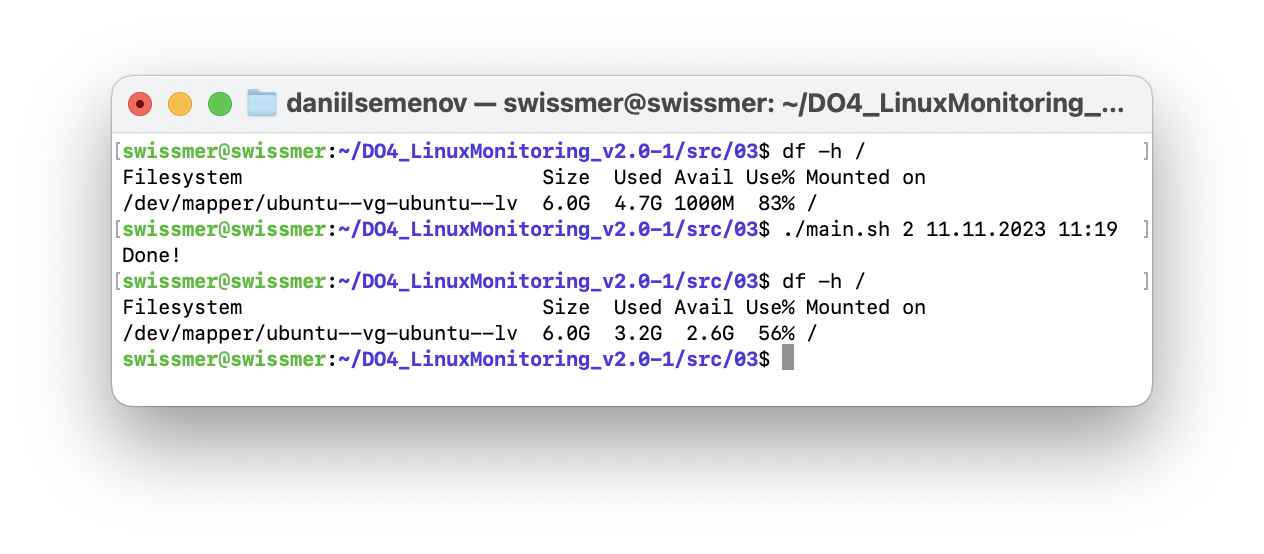 daniilsemenov — swissmer@swissmer: ~/DO4_LinuxMonitoring_...
[swissmer@swissmer:~/DO4_LinuxMonitoring_v2.0-1/src/03$ df -h / ]
Filesystem                         Size  Used Avail Use% Mounted on
/dev/mapper/ubuntu--vg-ubuntu--lv  6.0G  4.7G 1000M  83% /
[swissmer@swissmer:~/DO4_LinuxMonitoring_v2.0-1/src/03$ ./main.sh 2 11.11.2023 11:19 ]
Done!
[swissmer@swissmer:~/DO4_LinuxMonitoring_v2.0-1/src/03$ df -h / ]
Filesystem                         Size  Used Avail Use% Mounted on
/dev/mapper/ubuntu--vg-ubuntu--lv  6.0G  3.2G  2.6G  56% /
swissmer@swissmer:~/DO4_LinuxMonitoring_v2.0-1/src/03$